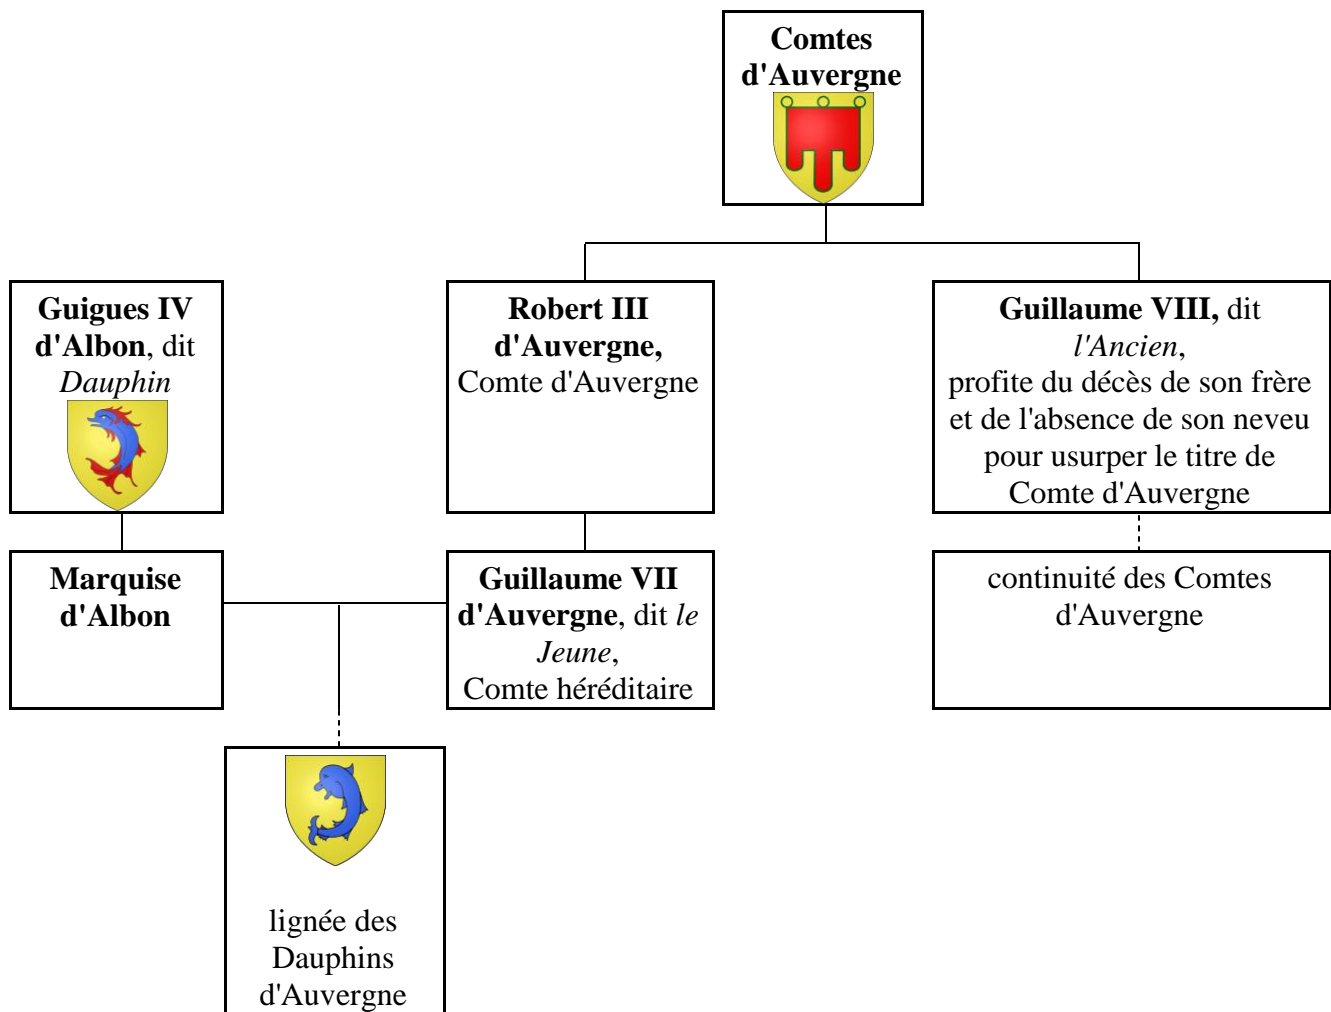 Comtes
d'Auvergne
Guigues IV
d'Albon, dit
Dauphin
Robert III
d'Auvergne,
Comte d'Auvergne
Guillaume VIII, dit
l'Ancien,
profite du décès de son frère
et de l'absence de son neveu
pour usurper le titre de
Comte d'Auvergne
Marquise
d'Albon
Guillaume VII
d'Auvergne, dit le
Jeune,
Comte héréditaire
continuité des Comtes
d'Auvergne
lignée des
Dauphins
d'Auvergne